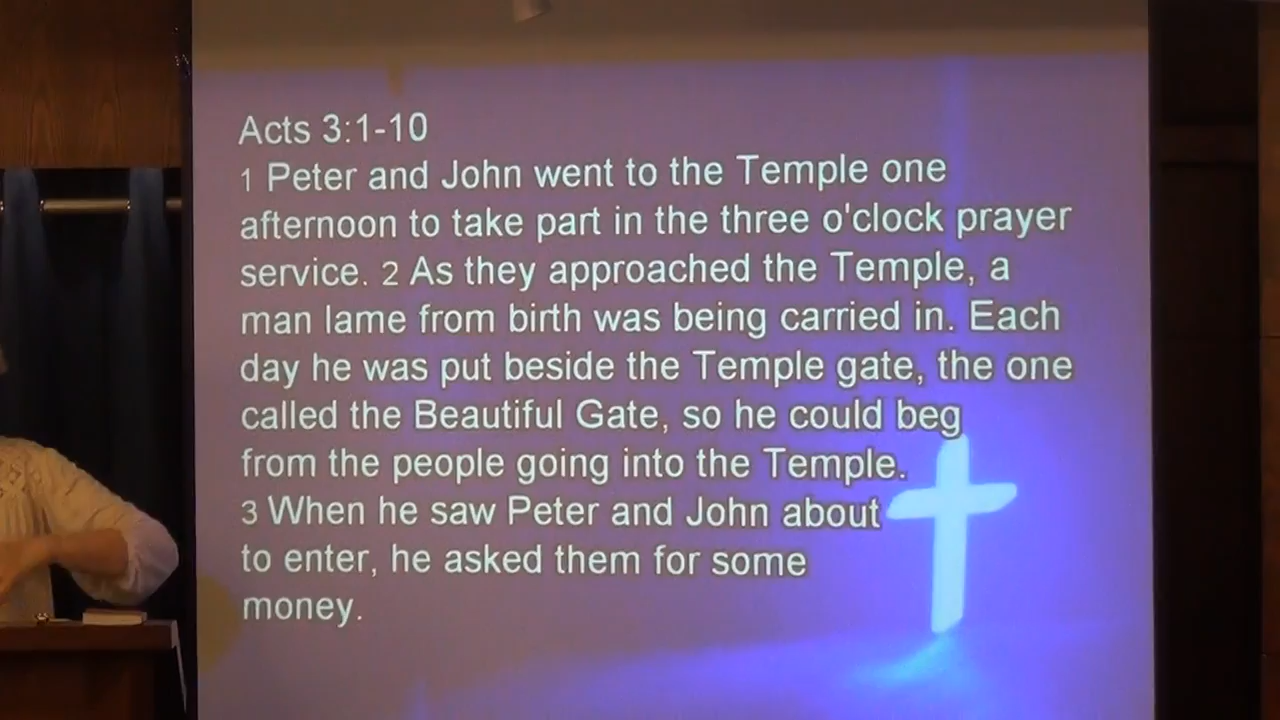 Acts 3:1-10
1 Peter and John went to the Temple one
afternoon to take part in the three o'clock prayer
service. 2 As they approached the Temple, a
man lame from birth was being carried in. Each
day he was put beside the Temple gate, the one
called the Beautiful Gate, so he could beg
from the people going into the Temple.
3 When he saw Peter and John about
to enter, he asked them for some
money.